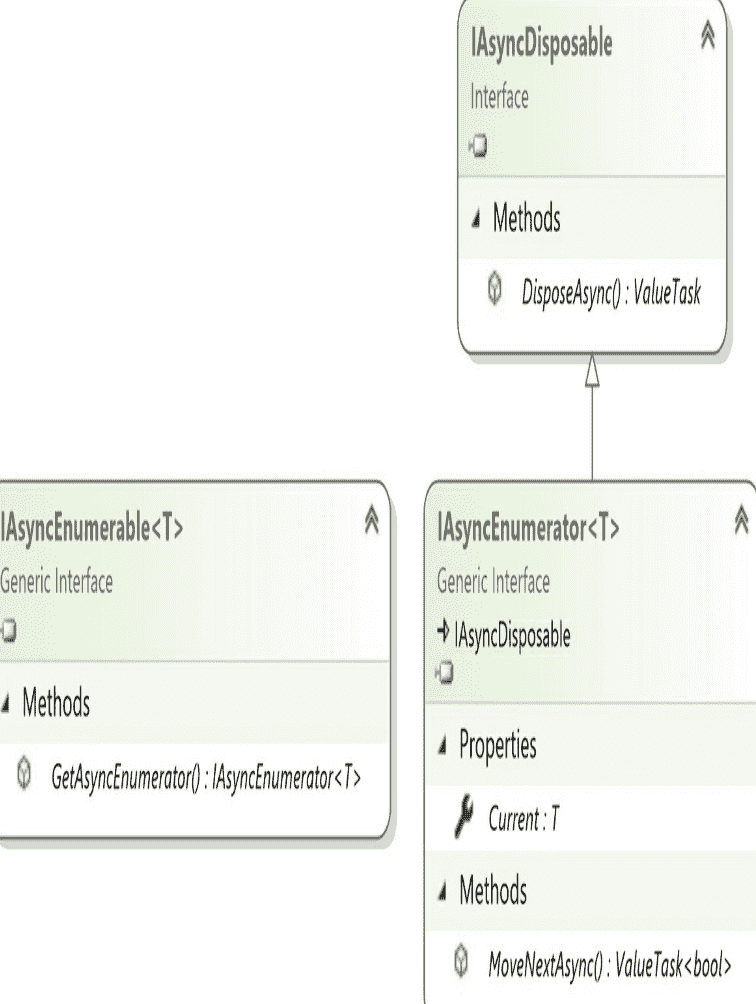 IAsyncDisposable
Interface
Methods
DisposeAsync() : ValueTask
IAsyncEnumerable<T>
Generic Interface
Methods
GetAsyncEnumerator() : IAsyncEnumerator<T>
IAsyncEnumerator<T>
Generic Interface
IAsyncDisposable
Properties
Current : T
Methods
MoveNextAsync() : ValueTask<bool>